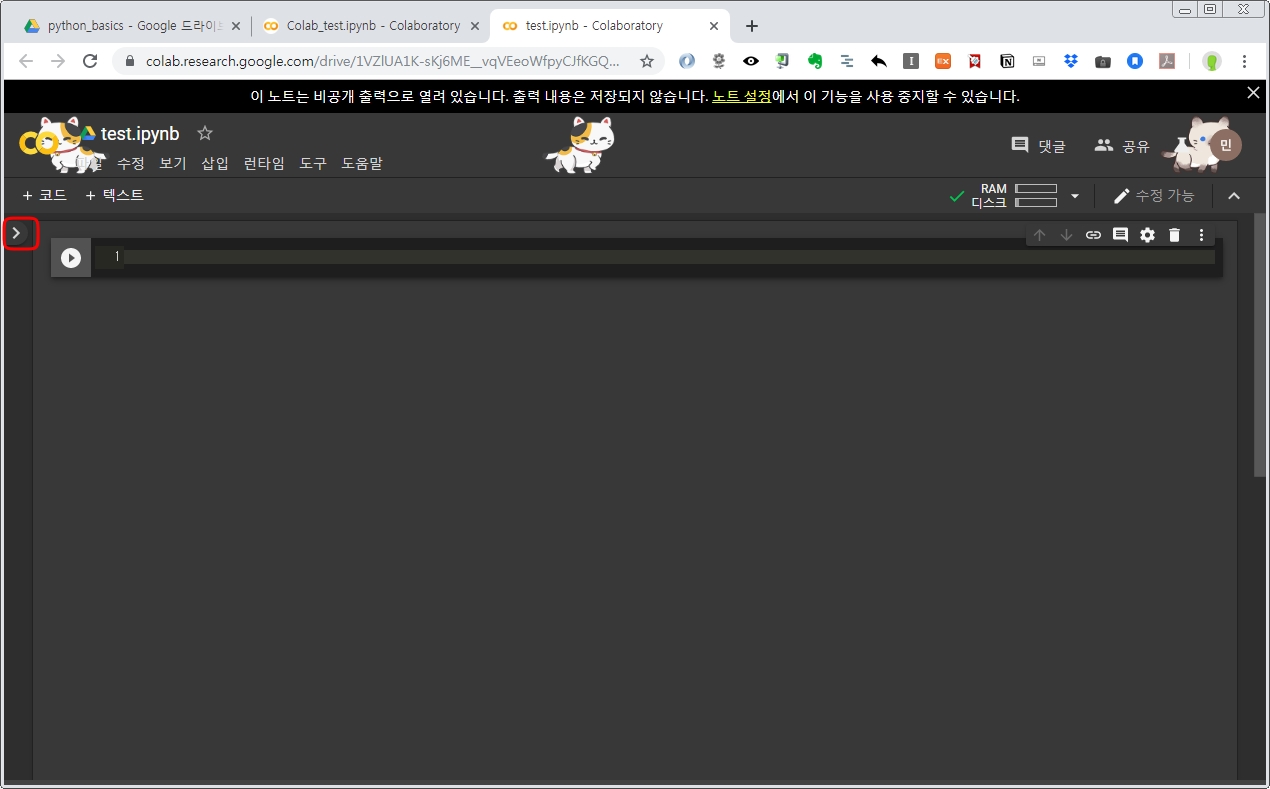 python_basics - Google 드라이브
Colab_test.ipynb - Colaboratory
test.ipynb - Colaboratory
colab.research.google.com/drive/1VZlUA1K-sKj6ME__vqVEeoWfpyCJfKGQ...
이 노트는 비공개 출력으로 열려 있습니다. 출력 내용은 저장되지 않습니다. 노트 설정에서 이 기능을 사용 중지할 수 있습니다.
test.ipynb
파일 수정 보기 삽입 런타임 도구 도움말
댓글 공유 민
+ 코드 + 텍스트
RAM
디스크
수정 가능
1